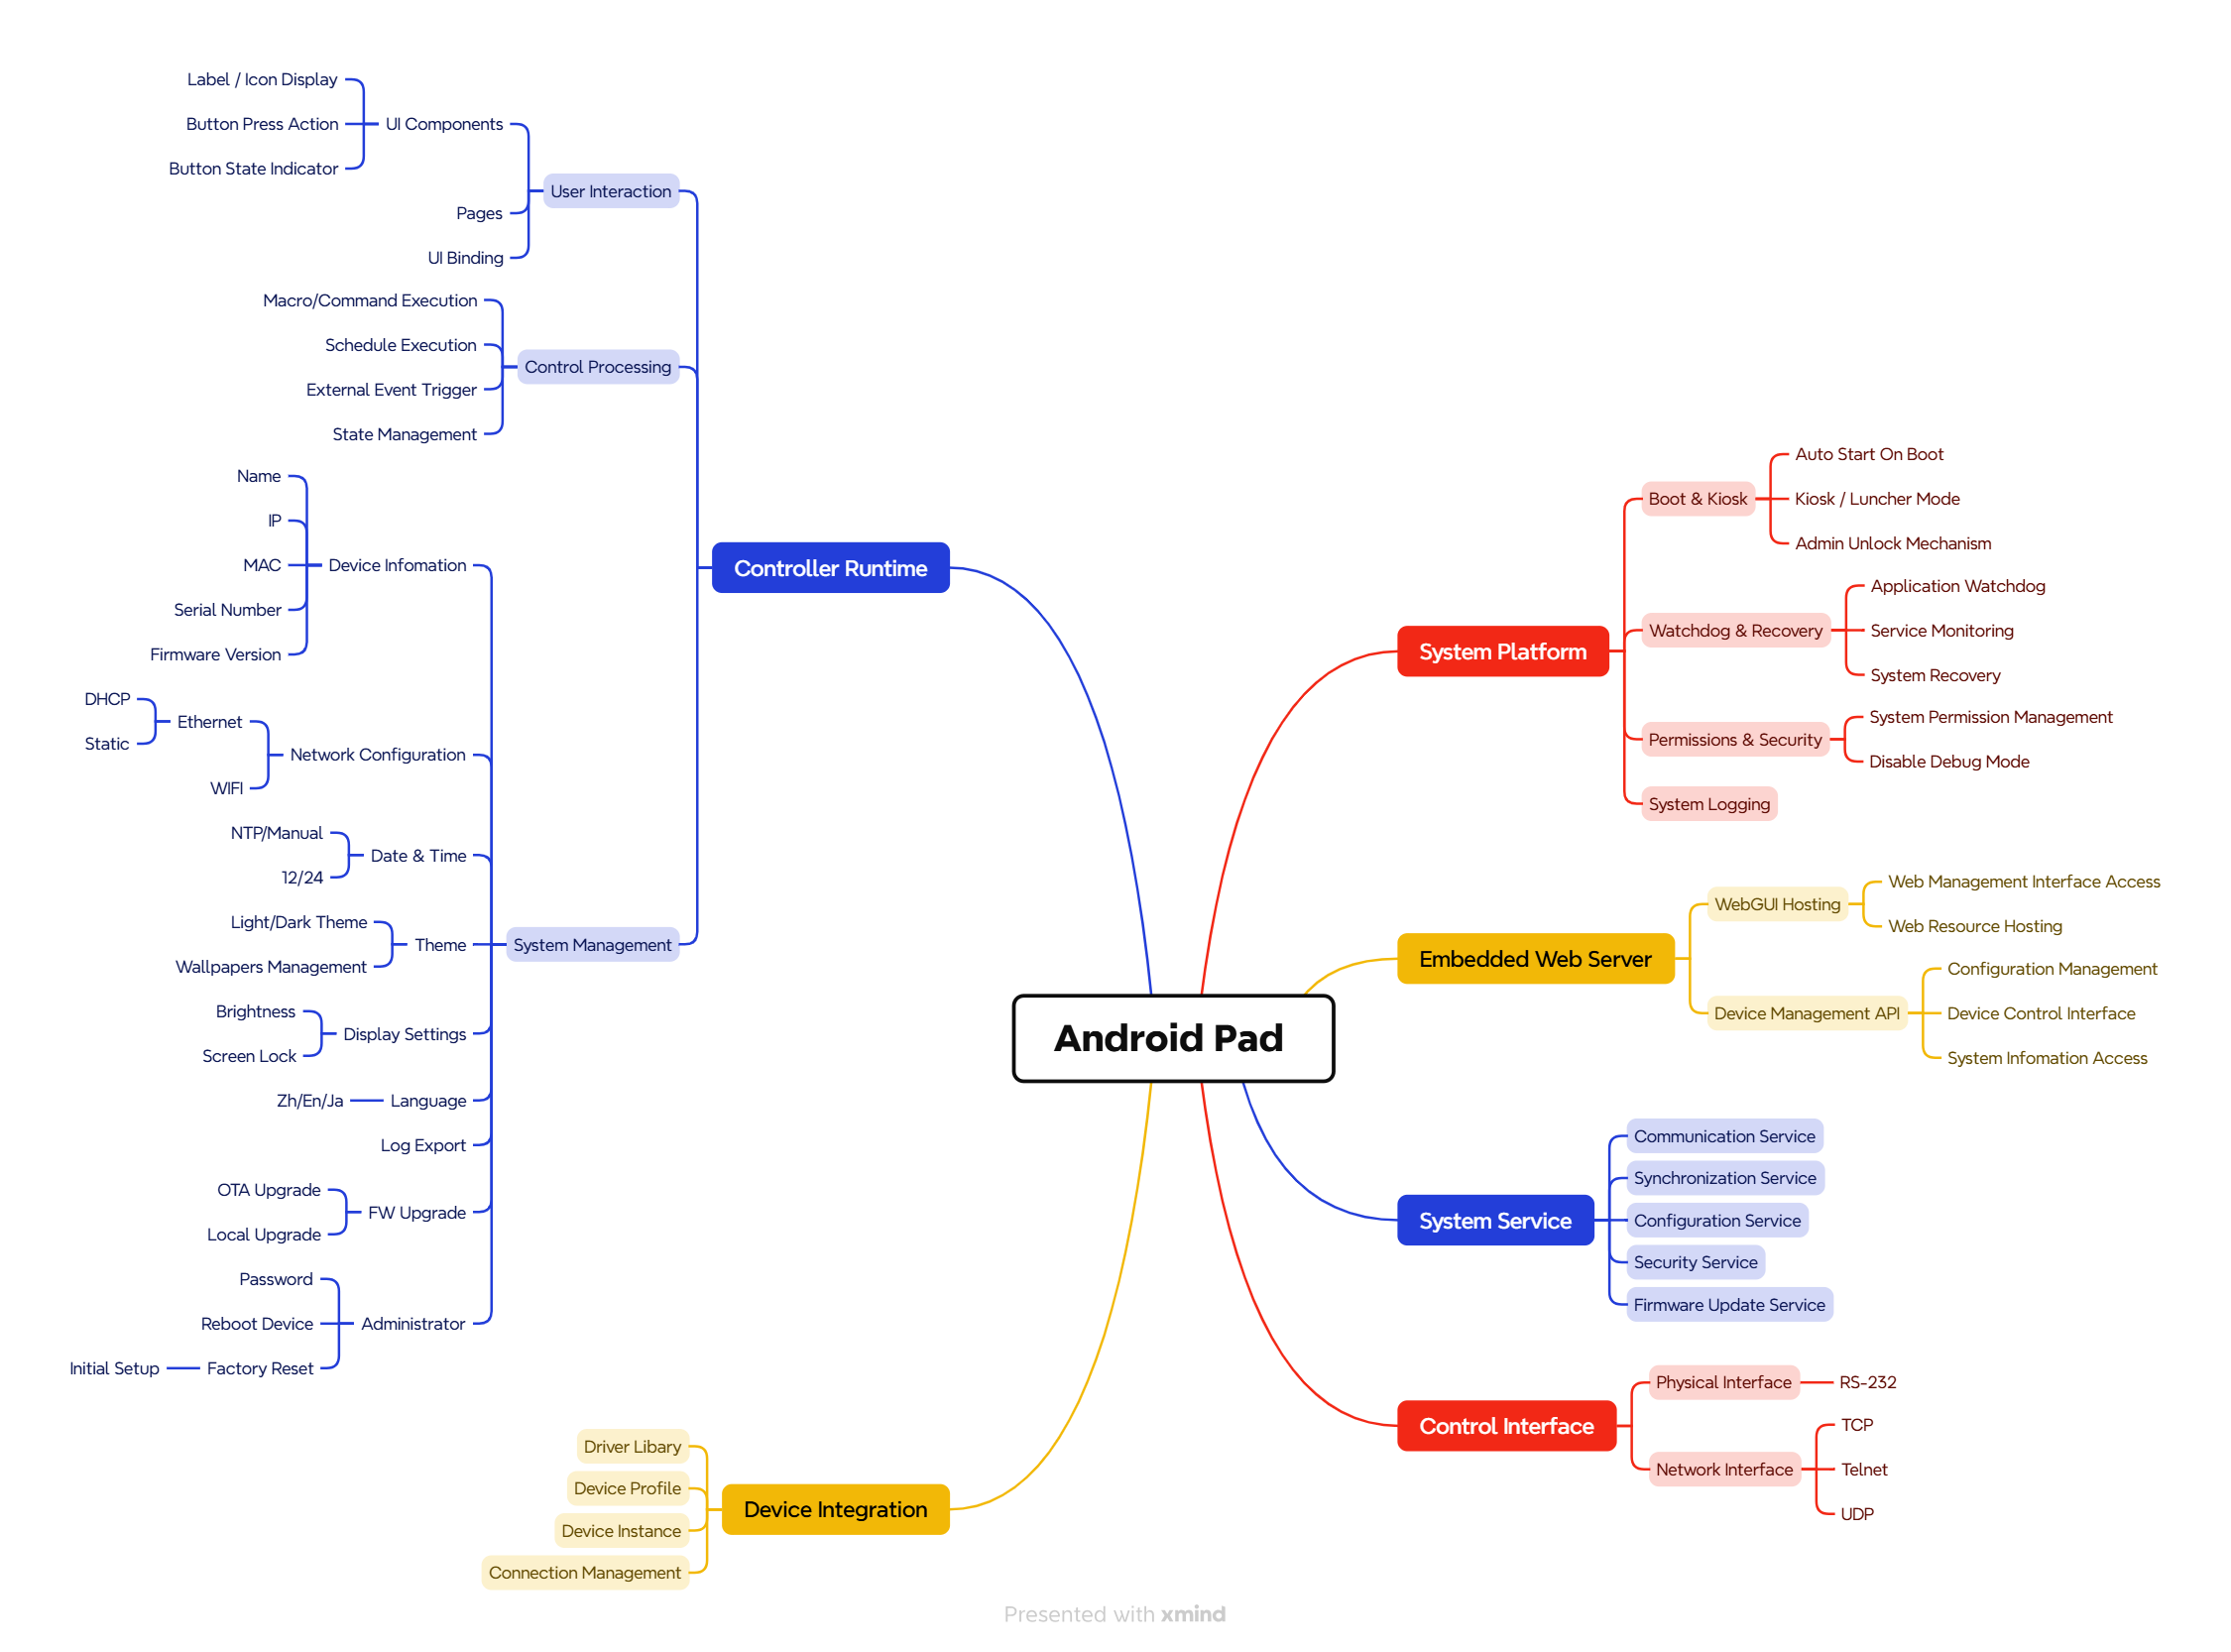 Android Pad
Controller Runtime
User Interaction
UI Components
Label / Icon Display
Button Press Action
Button State Indicator
Pages
UI Binding
Control Processing
Macro/Command Execution
Schedule Execution
External Event Trigger
State Management
System Management
Device Infomation
Name
IP
MAC
Serial Number
Firmware Version
Network Configuration
Ethernet
DHCP
Static
WIFI
Date & Time
NTP/Manual
12/24
Theme
Light/Dark Theme
Wallpapers Management
Display Settings
Brightness
Screen Lock
Language
Zh/En/Ja
Log Export
FW Upgrade
OTA Upgrade
Local Upgrade
Administrator
Password
Reboot Device
Factory Reset
Initial Setup
Device Integration
Driver Libary
Device Profile
Device Instance
Connection Management
System Platform
Boot & Kiosk
Auto Start On Boot
Kiosk / Luncher Mode
Admin Unlock Mechanism
Watchdog & Recovery
Application Watchdog
Service Monitoring
System Recovery
Permissions & Security
System Permission Management
Disable Debug Mode
System Logging
Embedded Web Server
WebGUI Hosting
Web Management Interface Access
Web Resource Hosting
Device Management API
Configuration Management
Device Control Interface
System Infomation Access
System Service
Communication Service
Synchronization Service
Configuration Service
Security Service
Firmware Update Service
Control Interface
Physical Interface
RS-232
Network Interface
TCP
Telnet
UDP
Presented with xmind